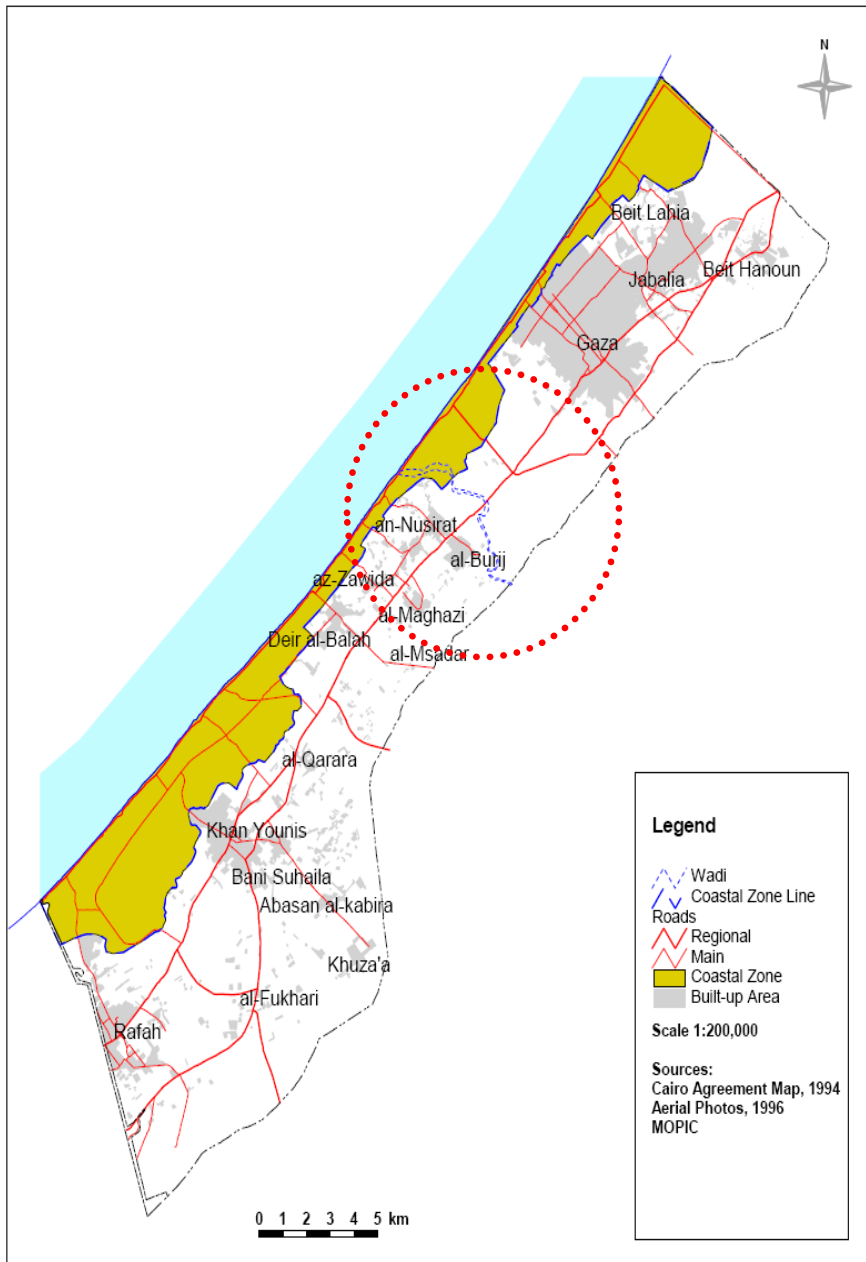 N
Beit Lahia
Beit Hanoun
Jabalia
Gaza
an-Nusirat
al-Burij
az-Zawida
al-Maghazi
Deir al-Balah
al-Msadar
al-Qarara
Khan Younis
Bani Suhaila
Abasan al-kabira
Khuza'a
al-Fukhari
Rafah
0 1 2 3 4 5 km
Legend
Wadi
Coastal Zone Line
Roads
Regional
Main
Coastal Zone
Built-up Area
Scale 1:200,000
Sources:
Cairo Agreement Map, 1994
Aerial Photos, 1996
MOPIC